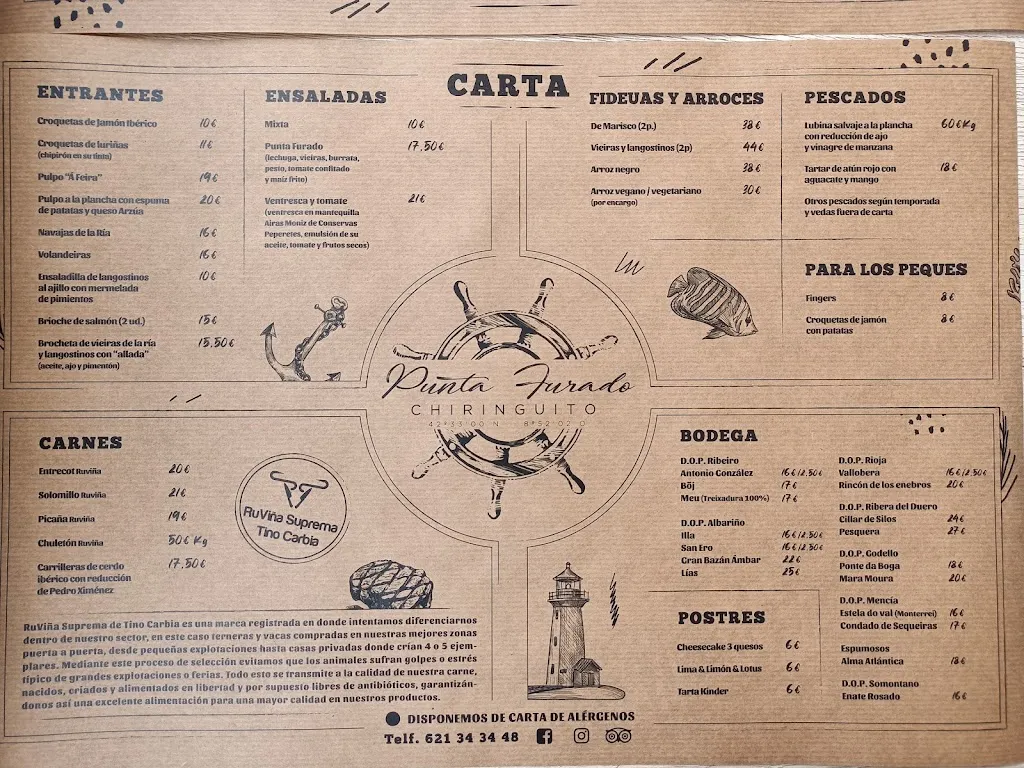 CARTA
ENTRANTES
Croquetas de Jamón Ibérico 10 €
Croquetas de luriñas 11 €
(chipirón en su tinta)
Pulpo "Á Feira" 19 €
Pulpo a la plancha con espuma 20 €
de patatas y queso Arzúa
Navajas de la Ría 16 €
Volandeiras 16 €
Ensaladilla de langostinos 10 €
al ajillo con mermelada
de pimientos
Brioche de salmón (2 ud.) 15 €
Brocheta de vieiras de la ría 15,50 €
y langostinos con "allada"
(aceite, ajo y pimentón)
ENSALADAS
Mixta 10 €
Punta Furado 17,50 €
(lechuga, vieiras, burrata,
pesto, tomate confitado
y maíz frito)
Ventresca y tomate 21 €
(ventresca en mantequilla
Airas Moniz de Conservas
Peperetes, emulsión de su
aceite, tomate y frutos secos)
FIDEUAS Y ARROCES
De Marisco (2p.) 38 €
Vieiras y langostinos (2p) 44 €
Arroz negro 38 €
Arroz vegano / vegetariano 30 €
(por encargo)
PESCADOS
Lubina salvaje a la plancha 60 € Kg
con reducción de ajo
y vinagre de manzana
Tartar de atún rojo con 18 €
aguacate y mango
Otros pescados según temporada
y vedas fuera de carta
PARA LOS PEQUES
Fingers 8 €
Croquetas de jamón 8 €
con patatas
Punta Furado
CHIRINGUITO
42º33'00 N 8º52'02 O
CARNES
Entrecot Ruviña 20 €
Solomillo Ruviña 21 €
Picaña Ruviña 19 €
Chuletón Ruviña 50 € Kg
Carrilleras de cerdo 17,50 €
ibérico con reducción
de Pedro Ximénez
RuViña Suprema
Tino Carbia
RuViña Suprema de Tino Carbia es una marca registrada en donde intentamos diferenciarnos
dentro de nuestro sector, en este caso terneras y vacas compradas en nuestras mejores zonas
puerta a puerta, desde pequeñas explotaciones hasta casas privadas donde crían 4 o 5 ejem-
plares. Mediante este proceso de selección evitamos que los animales sufran golpes o estrés
típico de grandes explotaciones o ferias. Todo esto se transmite a la calidad de nuestra carne,
nacidos, criados y alimentados en libertad y por supuesto libres de antibióticos, garantizán-
donos así una excelente alimentación para una mayor calidad en nuestros productos.
BODEGA
D.O.P. Ribeiro
Antonio González 16 € / 2,50 €
Bõj 17 €
Meu (Treixadura 100%) 17 €
D.O.P. Albariño
Illa 16 € / 2,50 €
San Ero 16 € / 2,50 €
Gran Bazán Ámbar 22 €
Lías 25 €
D.O.P. Rioja
Vallobera 16 € / 2,50 €
Rincón de los enebros 20 €
D.O.P. Ribera del Duero
Cillar de Silos 24 €
Pesquera 27 €
D.O.P. Godello
Ponte da Boga 18 €
Mara Moura 20 €
D.O.P. Mencía
Estela do val (Monterrei) 16 €
Condado de Sequeiras 17 €
Espumosos
Alma Atlántica 18 €
D.O.P. Somontano
Enate Rosado 16 €
POSTRES
Cheesecake 3 quesos 6 €
Lima & Limón & Lotus 6 €
Tarta Kinder 6 €
DISPONEMOS DE CARTA DE ALÉRGENOS
Telf. 621 34 34 48